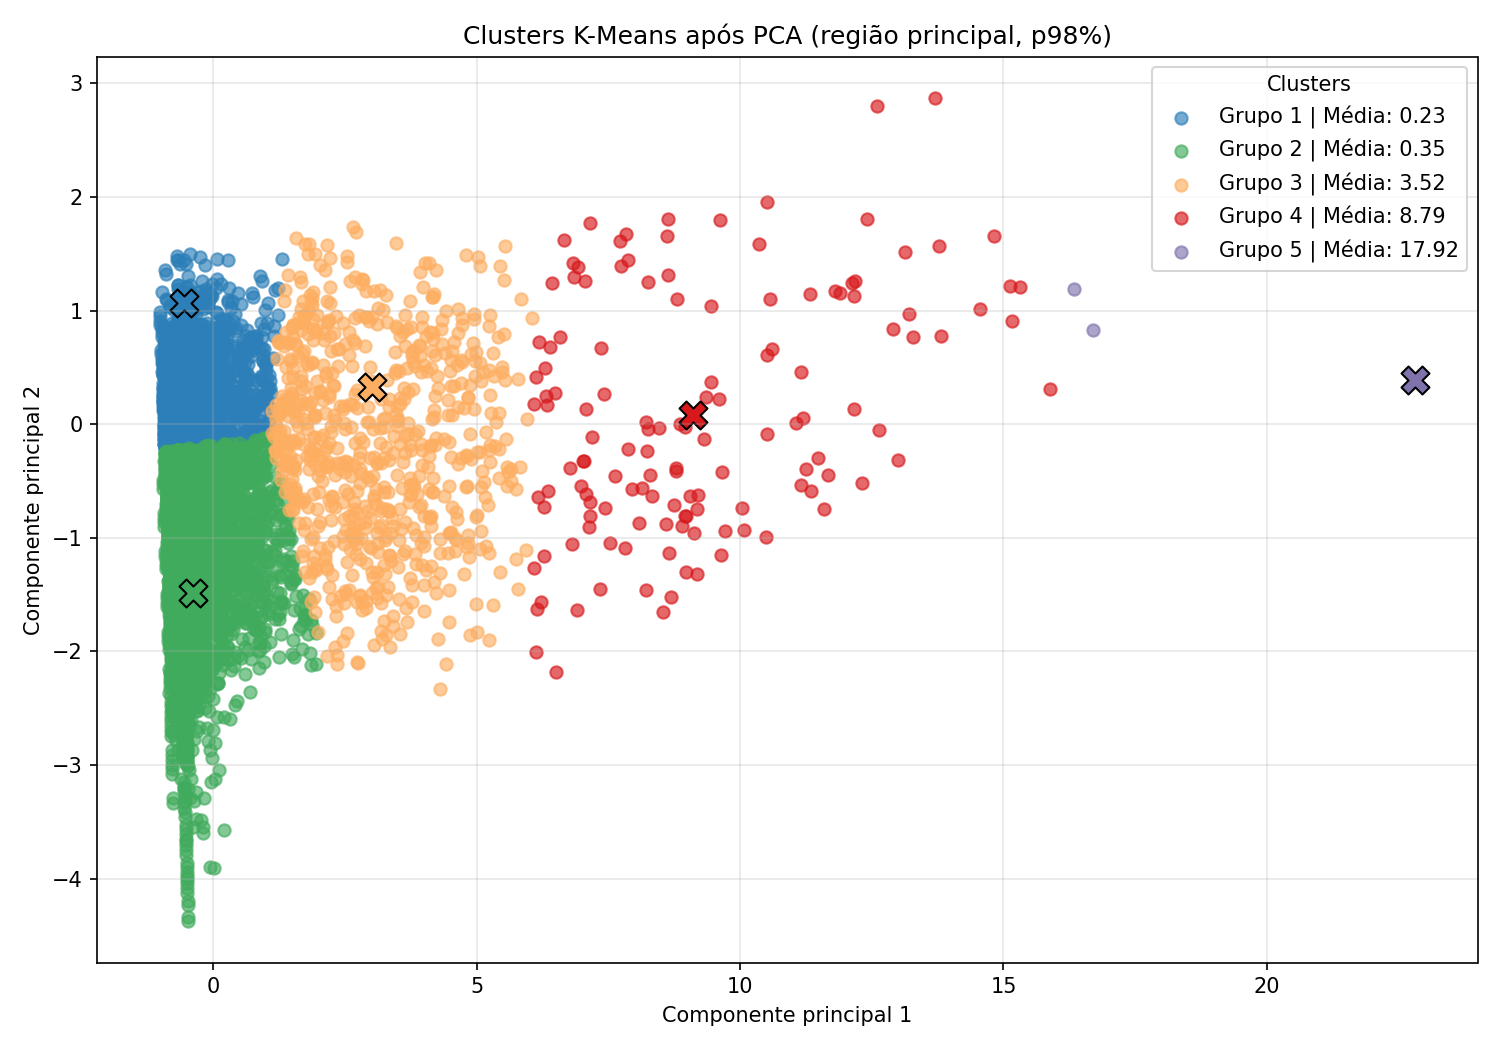 Clusters K-Means após PCA (região principal, p98%)
Clusters
Grupo 1 | Média: 0.23
Grupo 2 | Média: 0.35
Grupo 3 | Média: 3.52
Grupo 4 | Média: 8.79
Grupo 5 | Média: 17.92
Componente principal 2
3
2
1
0
−1
−2
−3
−4
0
5
10
15
20
Componente principal 1